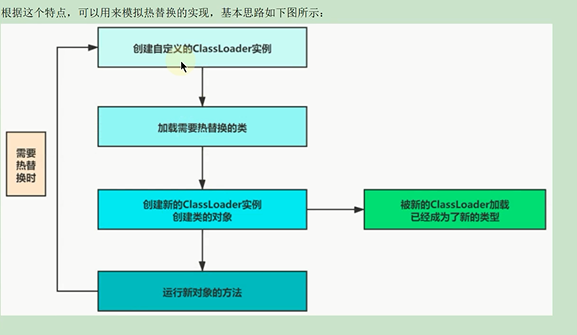 根据这个特点，可以用来模拟热替换的实现，基本思路如下图所示：
创建自定义的ClassLoader实例
加载需要热替换的类
需要
热替
换时
创建新的ClassLoader实例
创建类的对象
被新的ClassLoader加载
已经成为了新的类型
运行新对象的方法